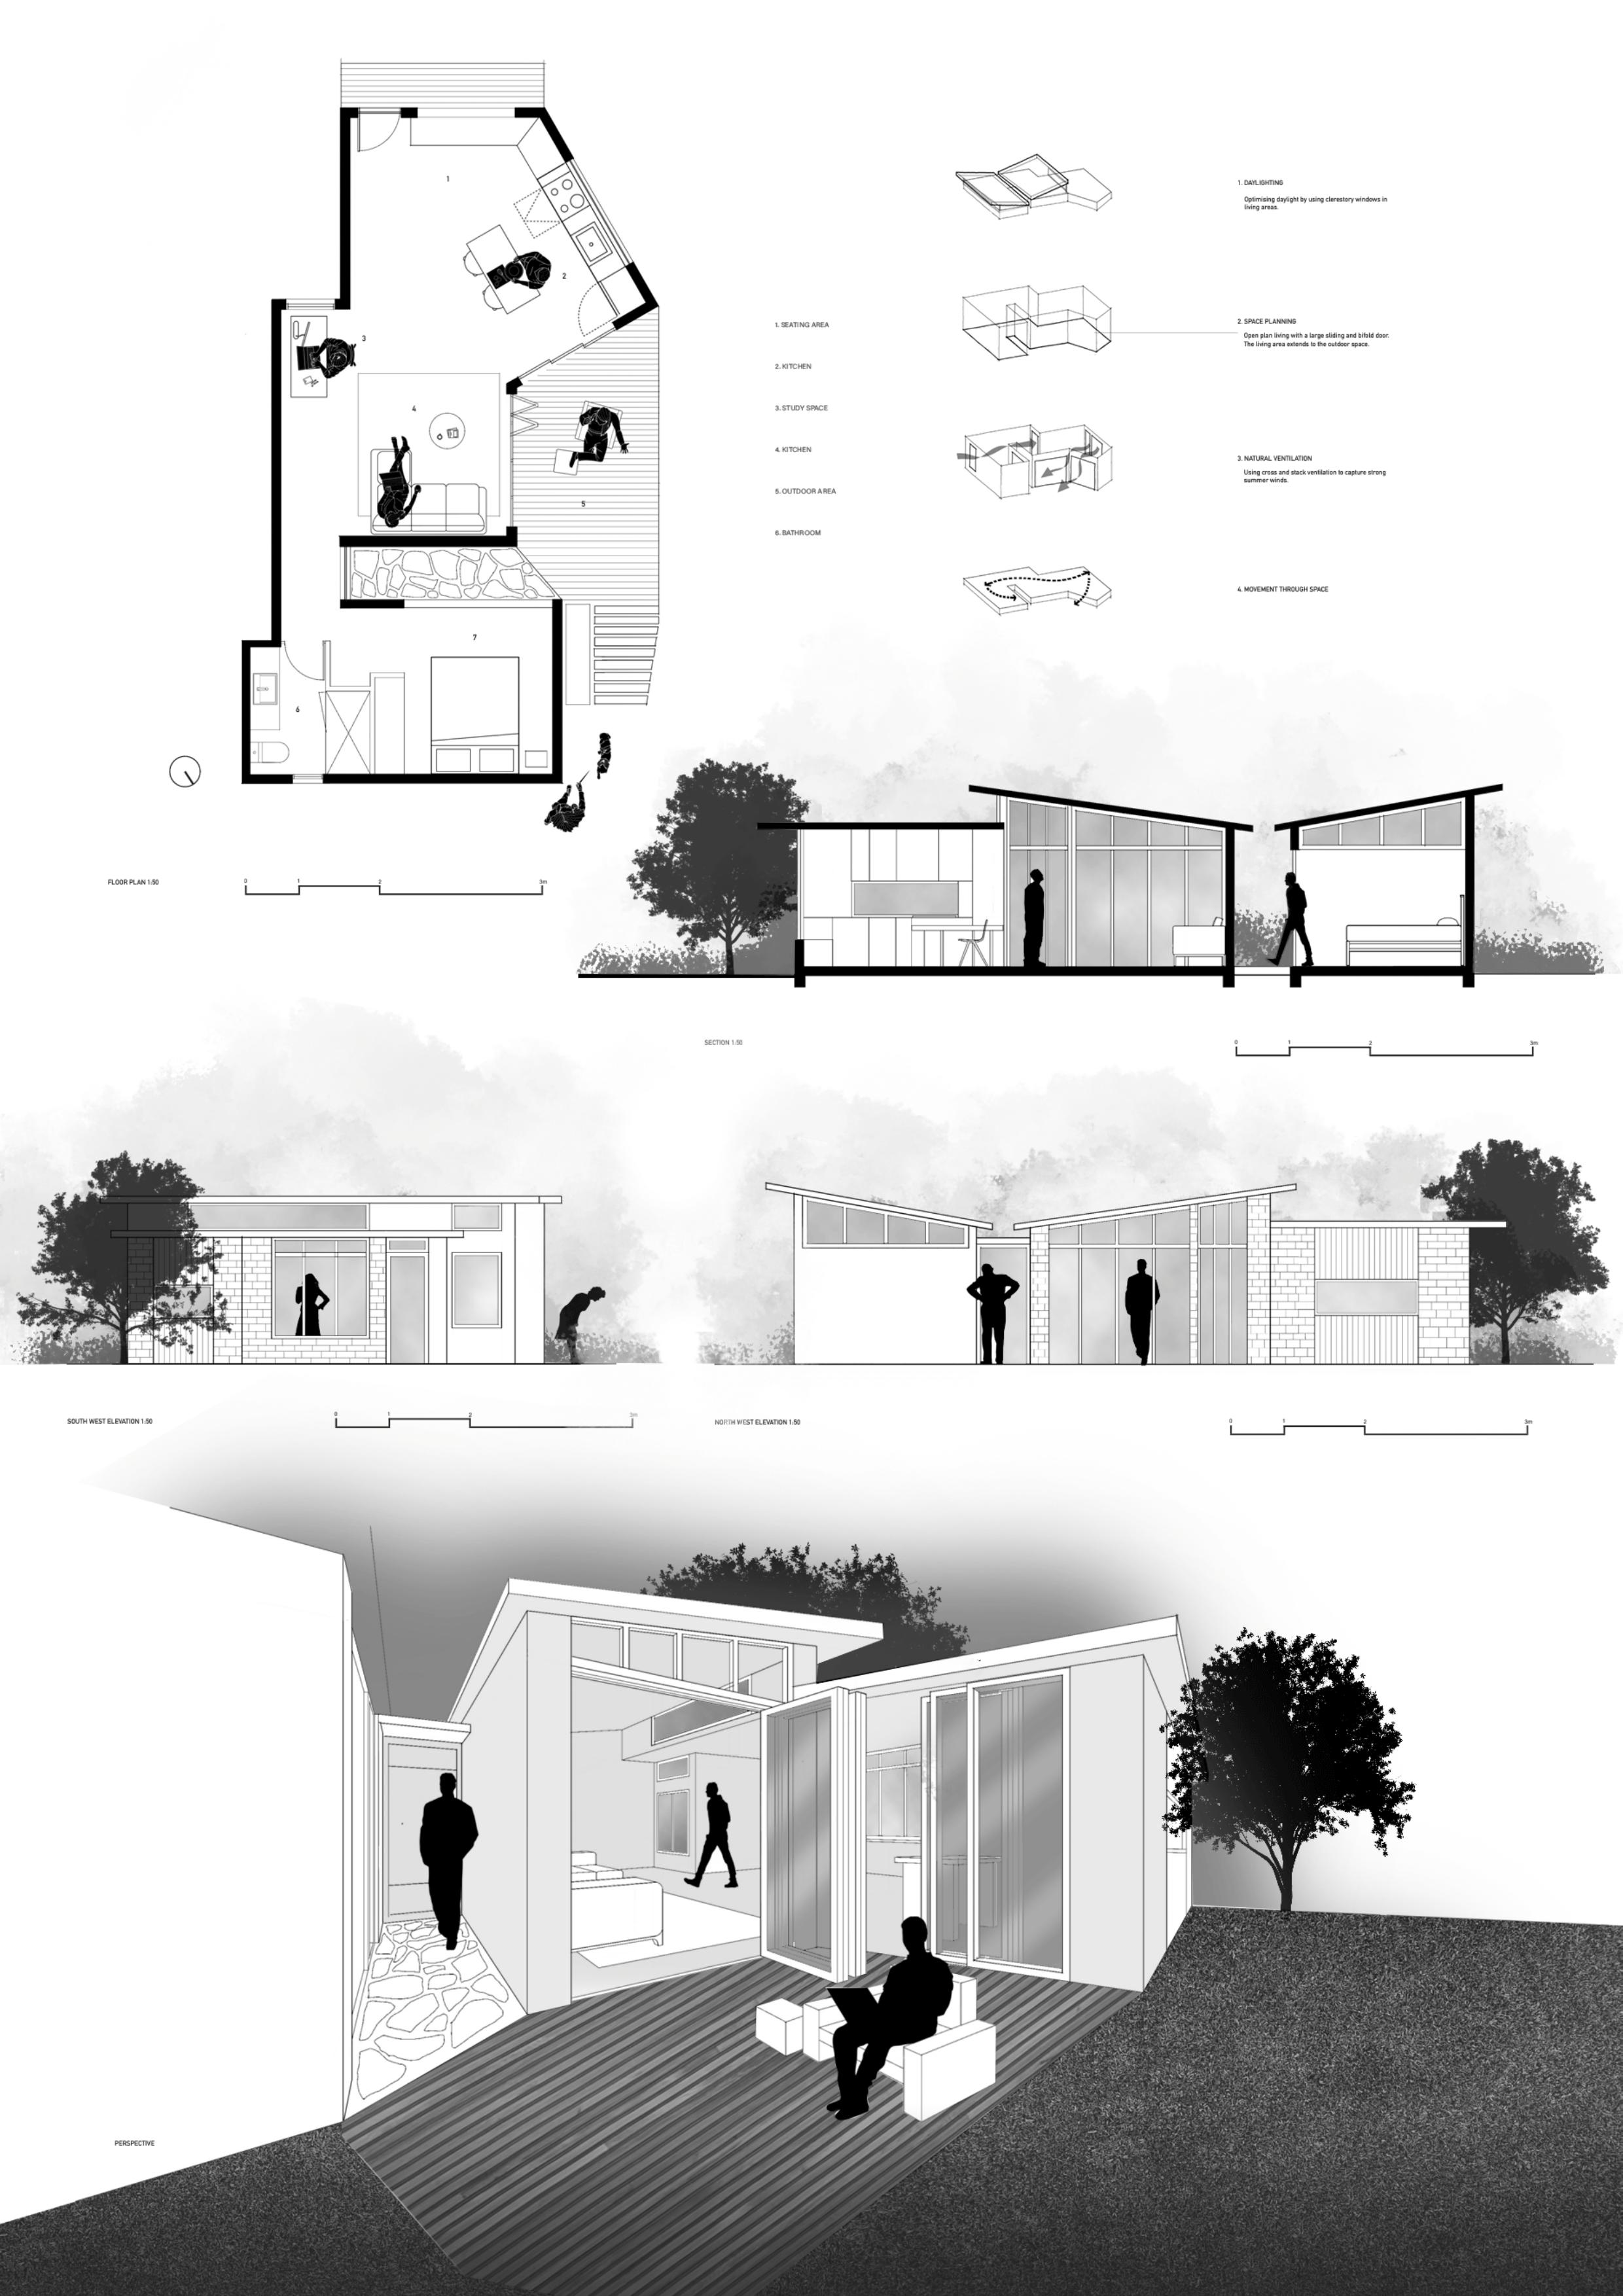 1
2
3
4
5
6
7
1. SEATING AREA
2. KITCHEN
3. STUDY SPACE
4. KITCHEN
5. OUTDOOR AREA
6. BATHROOM
1. DAYLIGHTING
Optimising daylight by using clerestory windows in
living areas.
2. SPACE PLANNING
Open plan living with a large sliding and bifold door.
The living area extends to the outdoor space.
3. NATURAL VENTILATION
Using cross and stack ventilation to capture strong
summer winds.
4. MOVEMENT THROUGH SPACE
FLOOR PLAN 1:50
0 1 2 3m
SECTION 1:50
0 1 2 3m
SOUTH WEST ELEVATION 1:50
0 1 2 3m
NORTH WEST ELEVATION 1:50
0 1 2 3m
PERSPECTIVE